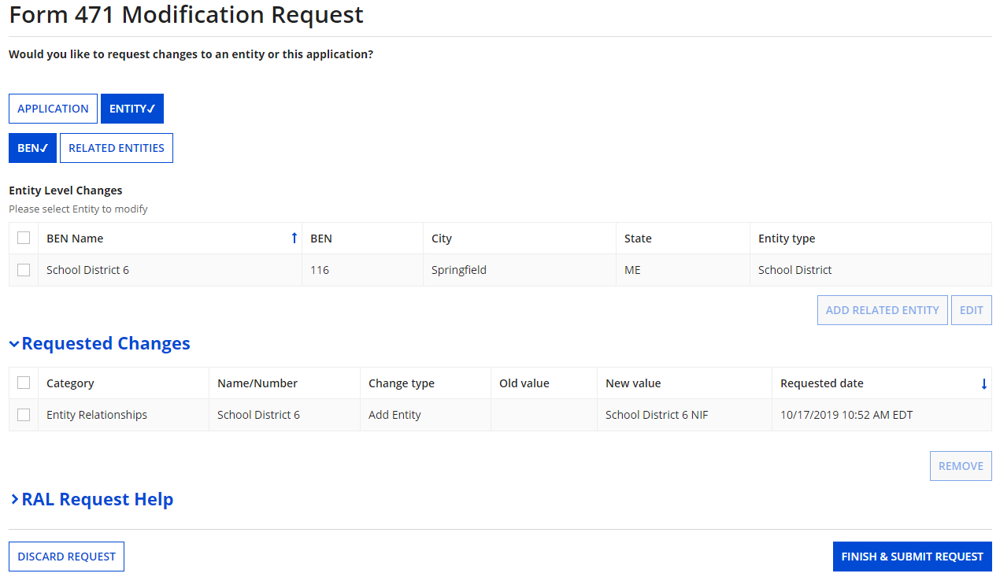 Form 471 Modification Request
Would you like to request changes to an entity or this application?
APPLICATION ENTITY✓
BEN✓ RELATED ENTITIES
Entity Level Changes
Please select Entity to modify
BEN Name BEN City State Entity type
School District 6 116 Springfield ME School District
ADD RELATED ENTITY EDIT
Requested Changes
Category Name/Number Change type Old value New value Requested date
Entity Relationships School District 6 Add Entity School District 6 NIF 10/17/2019 10:52 AM EDT
REMOVE
RAL Request Help
DISCARD REQUEST FINISH & SUBMIT REQUEST